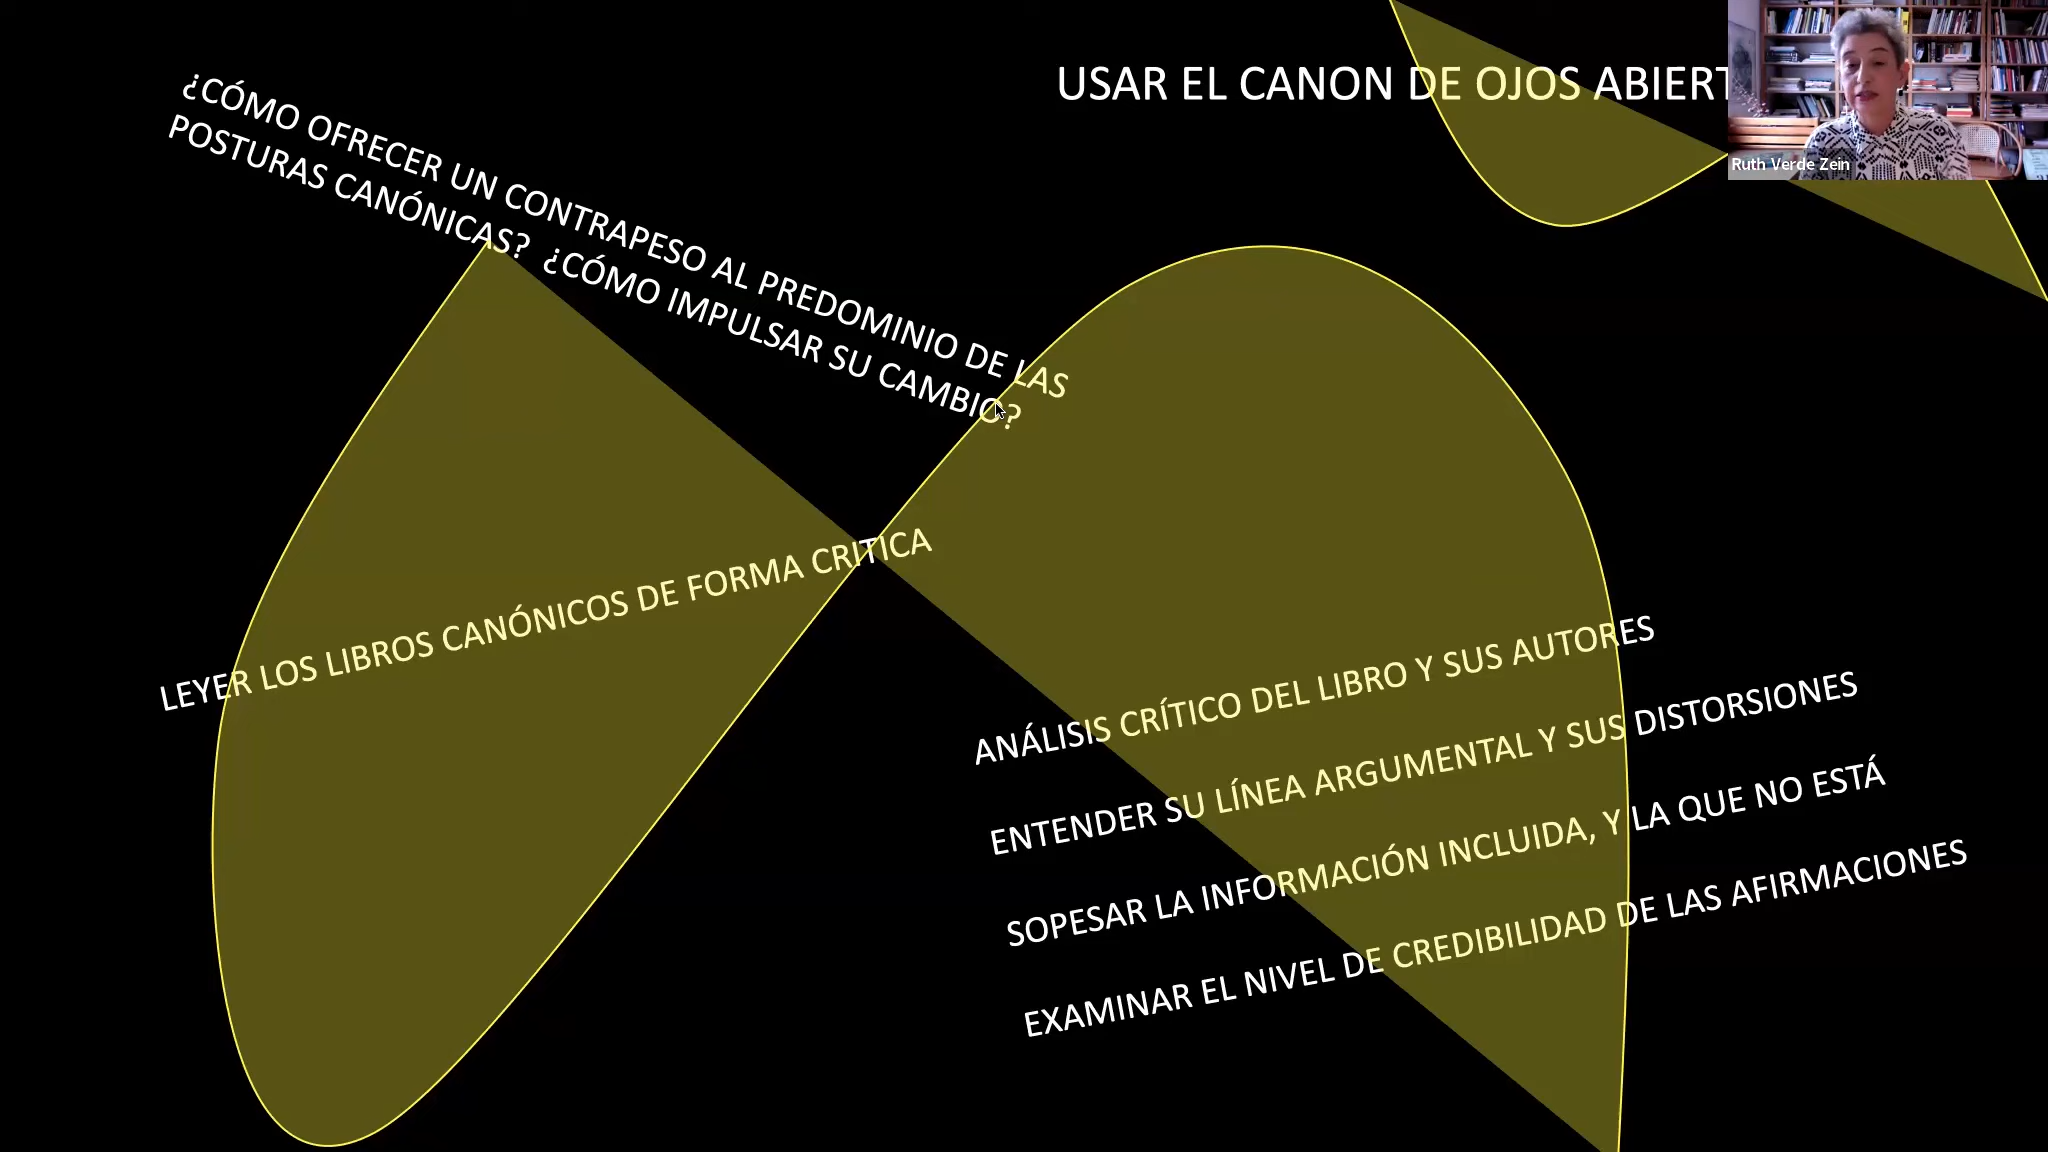 USAR EL CANON DE OJOS
¿CÓMO OFRECER UN CONTRAPESO AL PREDOMINIO DE LAS
POSTURAS CANÓNICAS? ¿CÓMO IMPULSAR SU CAMBIO?
LEYER LOS LIBROS CANÓNICOS DE FORMA CRITICA
ANÁLISIS CRÍTICO DEL LIBRO Y SUS AUTORES
ENTENDER SU LÍNEA ARGUMENTAL Y SUS DISTORSIONES
SOPESAR LA INFORMACIÓN INCLUIDA, Y LA QUE NO ESTÁ
EXAMINAR EL NIVEL DE CREDIBILIDAD DE LAS AFIRMACIONES
Ruth Verde Zein